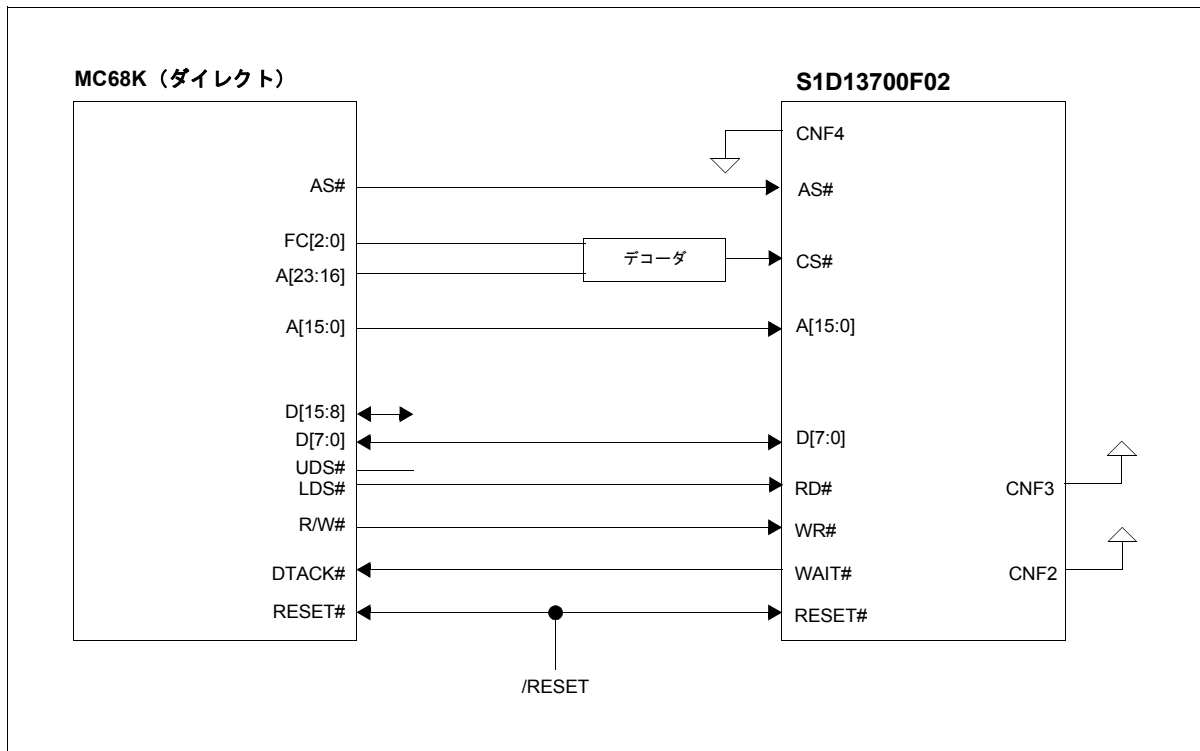 MC68K（ダイレクト）
AS#
FC[2:0]
A[23:16]
A[15:0]
D[15:8]
D[7:0]
UDS#
LDS#
R/W#
DTACK#
RESET#
デコーダ
/RESET
S1D13700F02
CNF4
AS#
CS#
A[15:0]
D[7:0]
RD#
WR#
WAIT#
RESET#
CNF3
CNF2